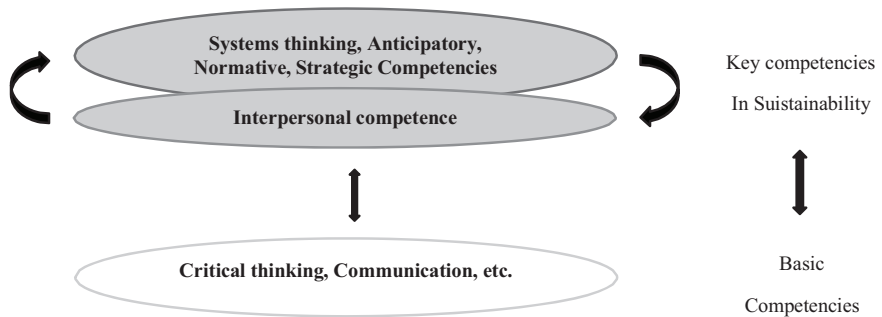 Systems thinking, Anticipatory,
Normative, Strategic Competencies
Interpersonal competence
Key competencies
In Suistainability
Critical thinking, Communication, etc.
Basic
Competencies